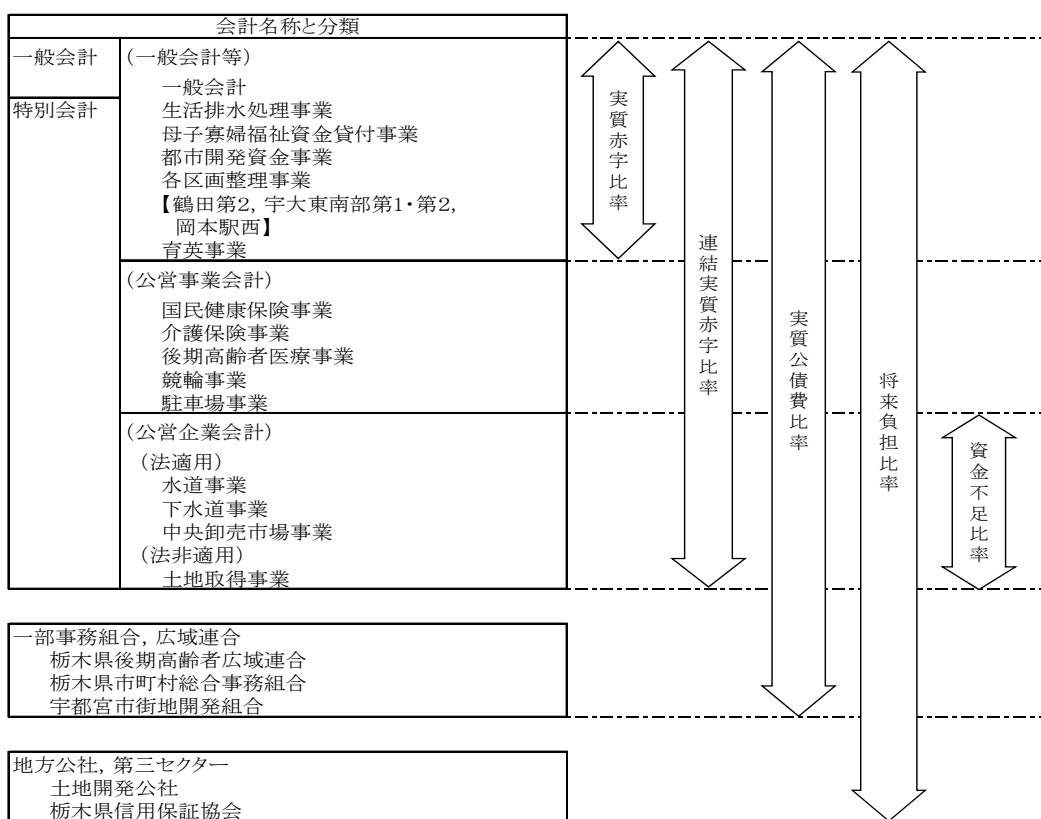 会計名称と分類
一般会計
特別会計
(一般会計等)
一般会計
生活排水処理事業
母子寡婦福祉資金貸付事業
都市開発資金事業
各区画整理事業
【鶴田第2，宇大東南部第1・第2，
岡本駅西】
育英事業
(公営事業会計)
国民健康保険事業
介護保険事業
後期高齢者医療事業
競輪事業
駐車場事業
(公営企業会計)
(法適用)
水道事業
下水道事業
中央卸売市場事業
(法非適用)
土地取得事業
一部事務組合，広域連合
栃木県後期高齢者広域連合
栃木県市町村総合事務組合
宇都宮市街地開発組合
地方公社，第三セクター
土地開発公社
栃木県信用保証協会
実質赤字比率
連結実質赤字比率
実質公債費比率
将来負担比率
資金不足比率